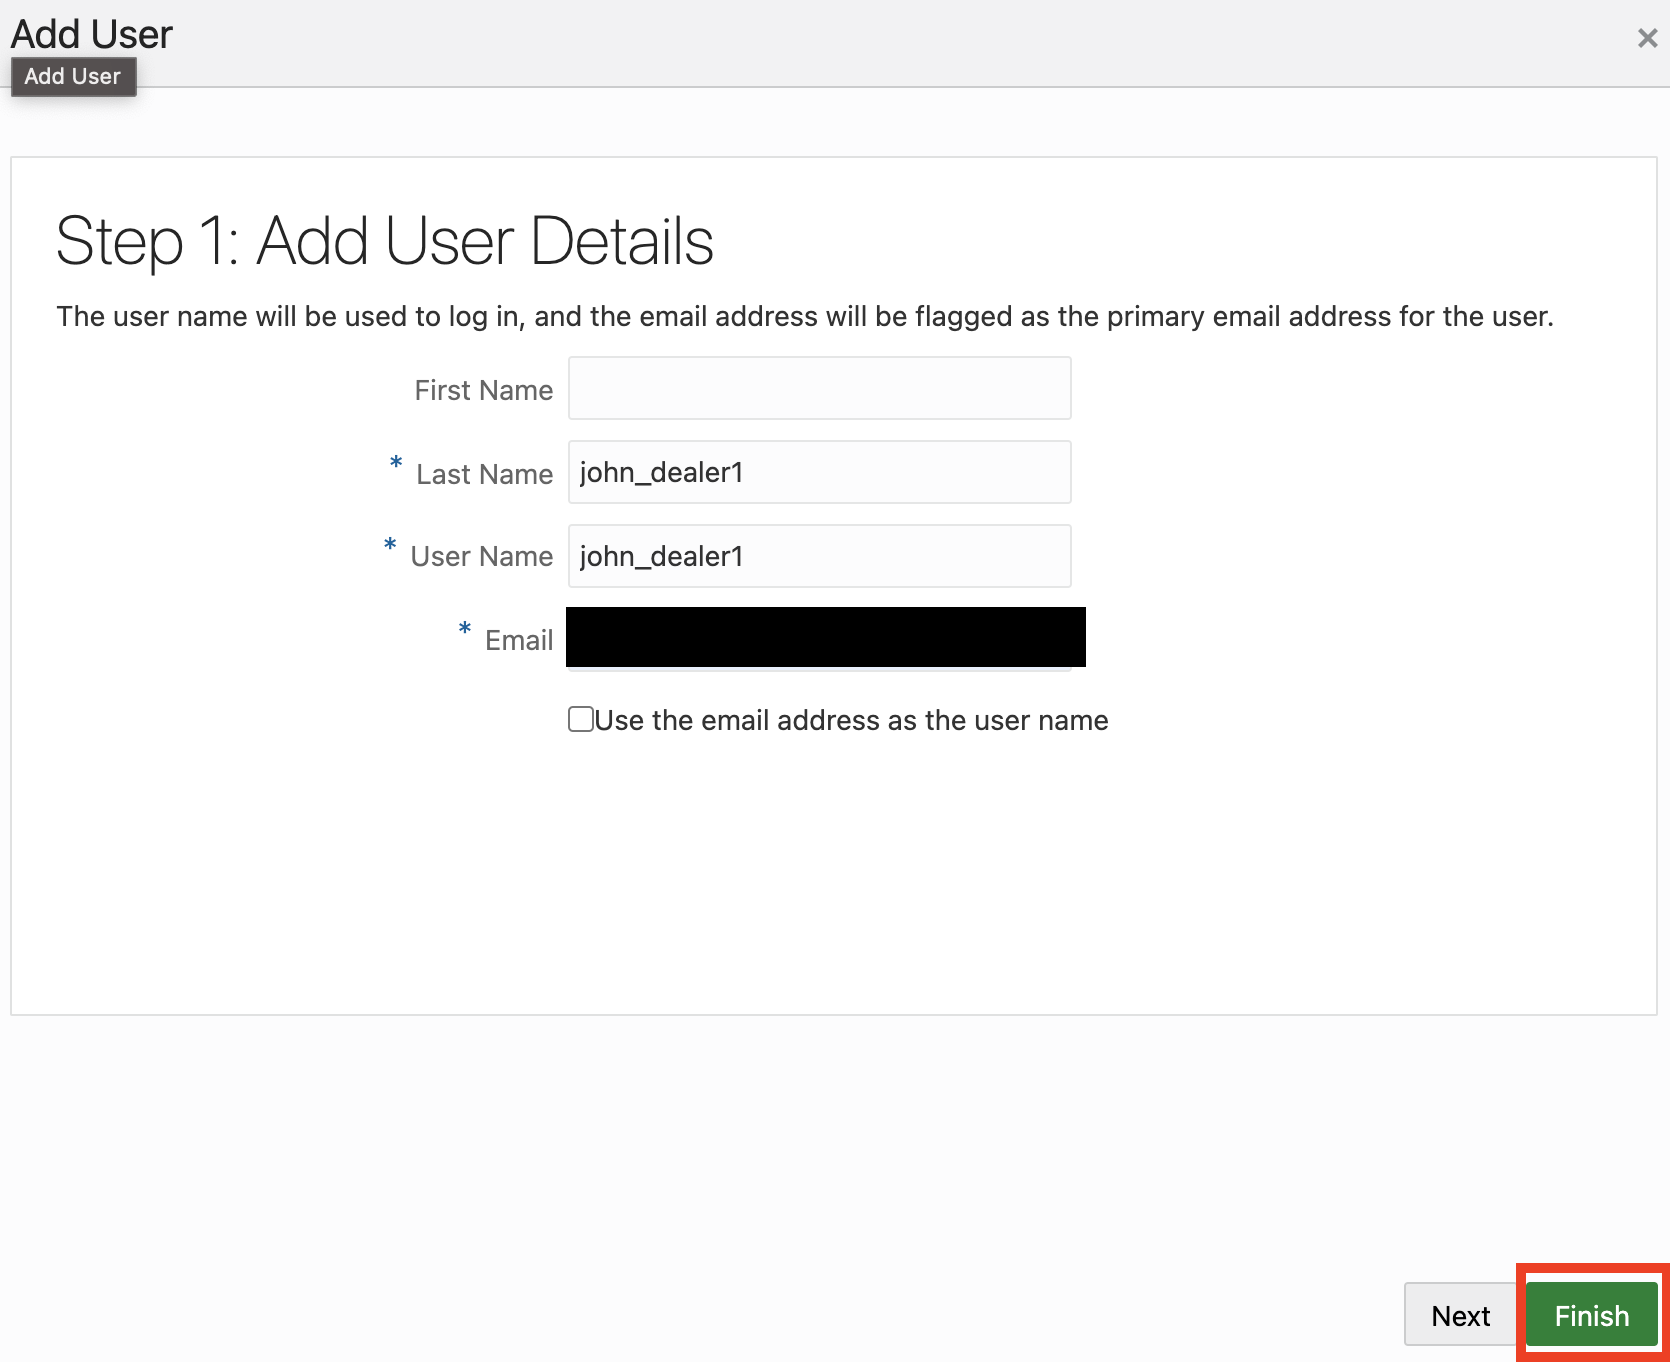 Add User
×
Add User
Step 1: Add User Details
The user name will be used to log in, and the email address will be flagged as the primary email address for the user.
First Name
* Last Name john_dealer1
* User Name john_dealer1
* Email
Use the email address as the user name
Next Finish